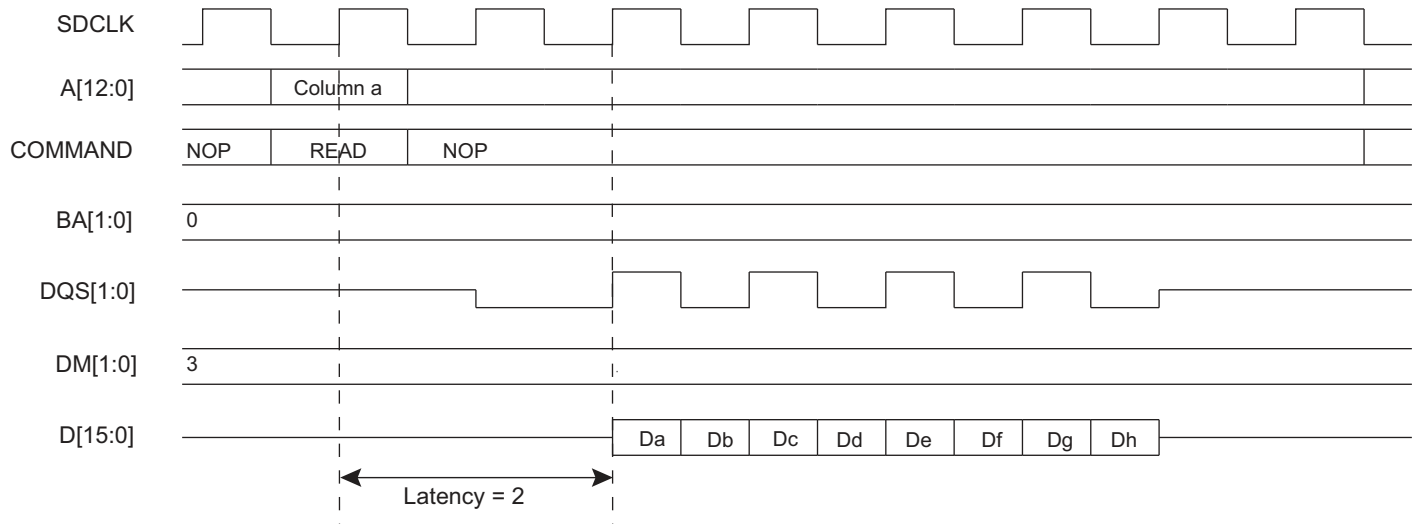 SDCLK
A[12:0] Column a
COMMAND NOP READ NOP
BA[1:0] 0
DQS[1:0]
DM[1:0] 3
D[15:0] Da Db Dc Dd De Df Dg Dh
Latency = 2